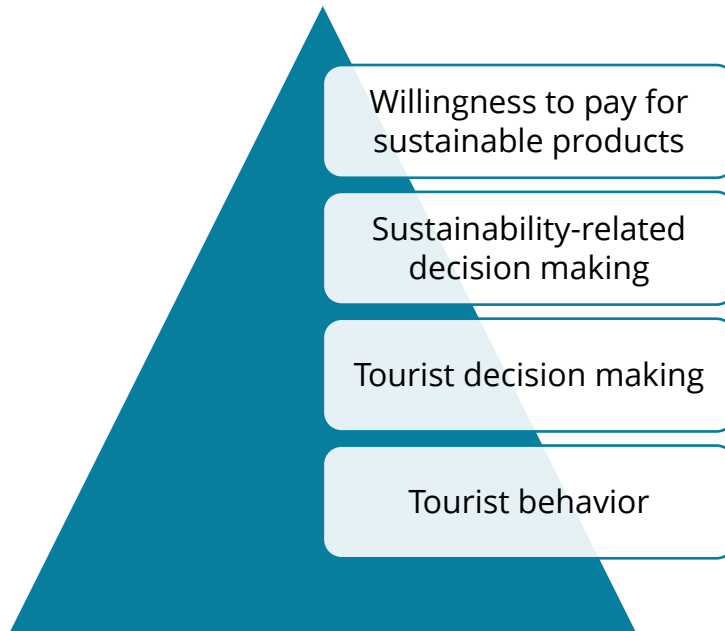 Willingness to pay for
sustainable products
Sustainability-related
decision making
Tourist decision making
Tourist behavior